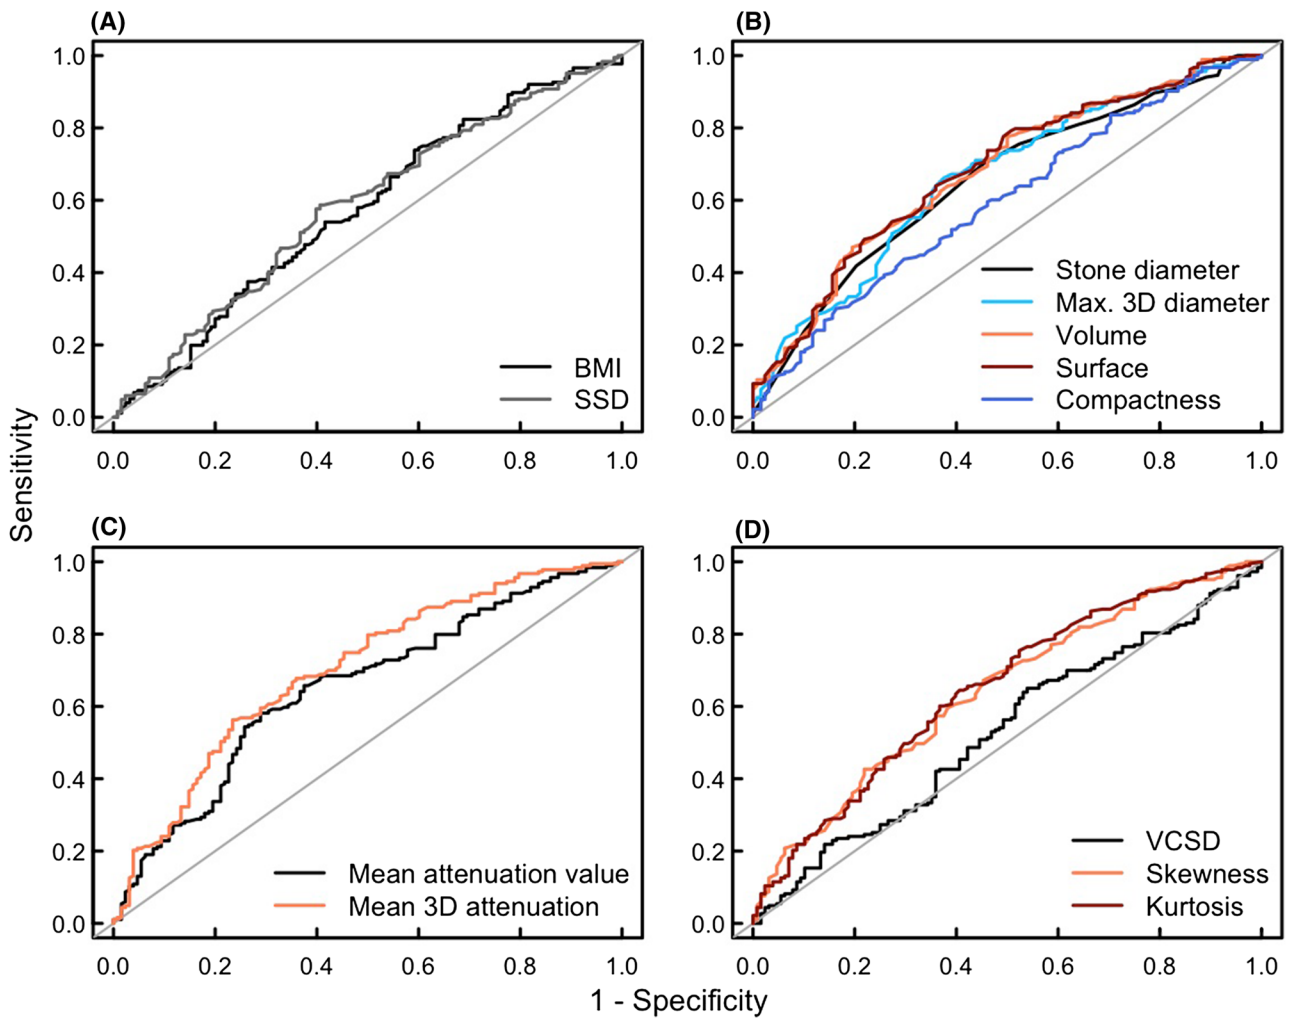 (A)
1.0
0.8
0.6
0.4
0.2
0.0
0.0 0.2 0.4 0.6 0.8 1.0
BMI
SSD
(B)
1.0
0.8
0.6
0.4
0.2
0.0
0.0 0.2 0.4 0.6 0.8 1.0
Stone diameter
Max. 3D diameter
Volume
Surface
Compactness
Sensitivity
(C)
1.0
0.8
0.6
0.4
0.2
0.0
0.0 0.2 0.4 0.6 0.8 1.0
Mean attenuation value
Mean 3D attenuation
(D)
1.0
0.8
0.6
0.4
0.2
0.0
0.0 0.2 0.4 0.6 0.8 1.0
VCSD
Skewness
Kurtosis
1 - Specificity